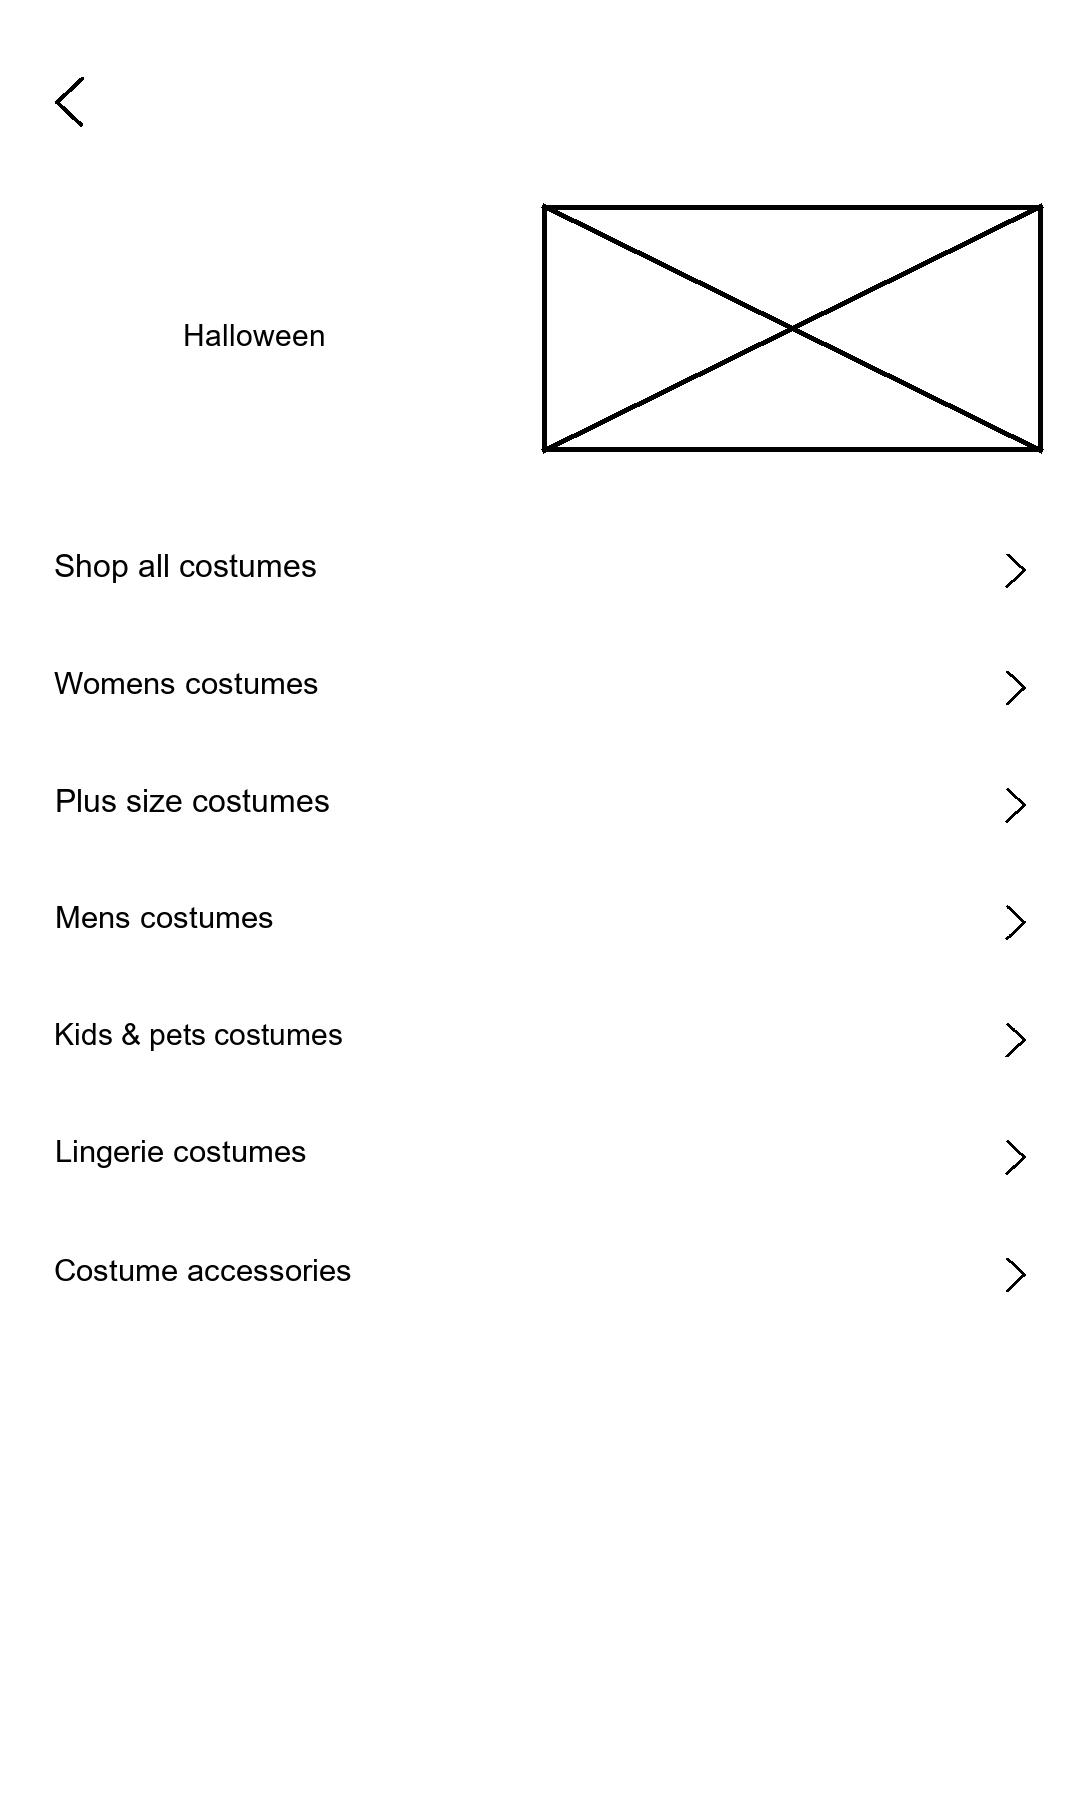 Halloween
Shop all costumes
Womens costumes
Plus size costumes
Mens costumes
Kids & pets costumes
Lingerie costumes
Costume accessories